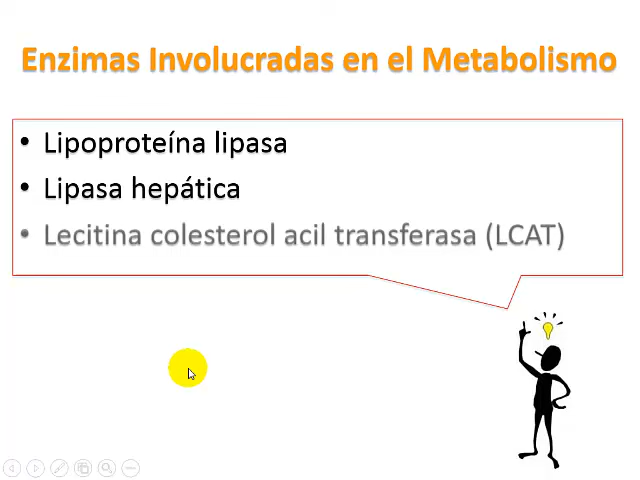 Enzimas Involucradas en el Metabolismo
• Lipoproteína lipasa
• Lipasa hepática
• Lecitina colesterol acil transferasa (LCAT)